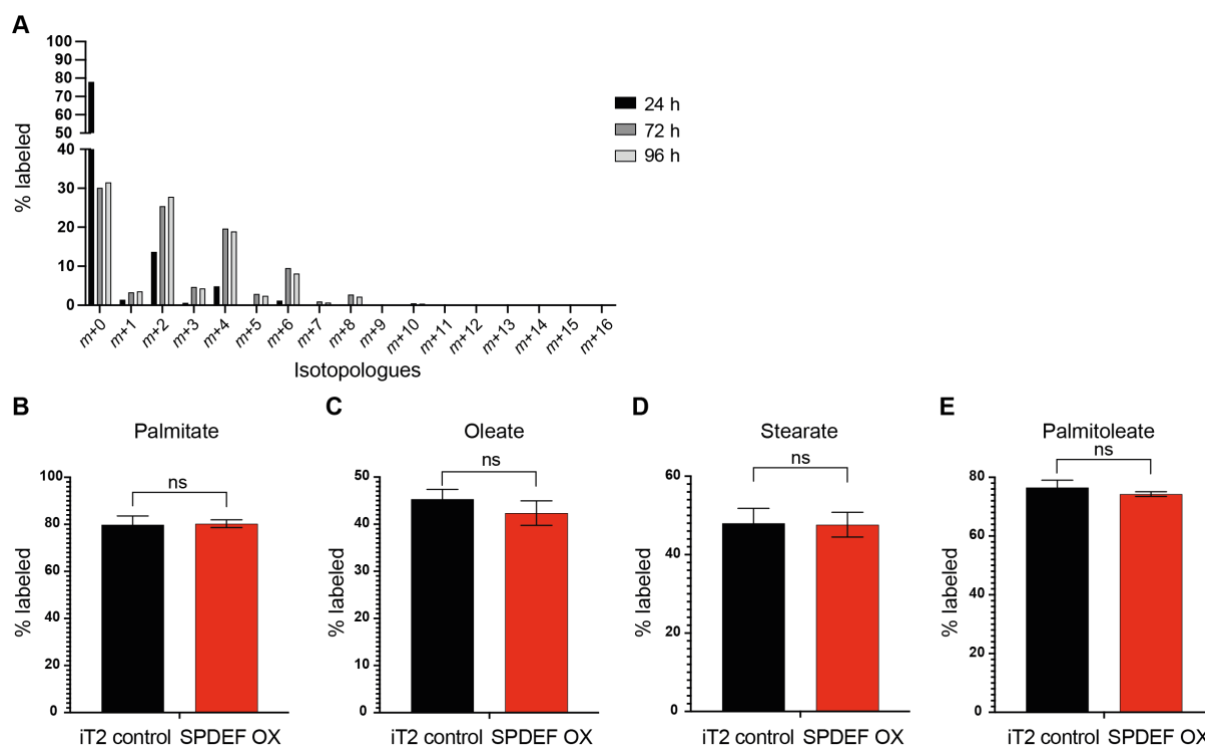 A
100
90
80
70
60
50
40
30
20
10
0
% labeled
24 h
72 h
96 h
m+0
m+1
m+2
m+3
m+4
m+5
m+6
m+7
m+8
m+9
m+10
m+11
m+12
m+13
m+14
m+15
m+16
Isotopologues
B
Palmitate
ns
100
80
60
40
20
0
% labeled
iT2 control SPDEF OX
C
Oleate
ns
50
40
30
20
10
0
% labeled
iT2 control SPDEF OX
D
Stearate
ns
60
40
20
0
% labeled
iT2 control SPDEF OX
E
Palmitoleate
ns
80
60
40
20
0
% labeled
iT2 control SPDEF OX